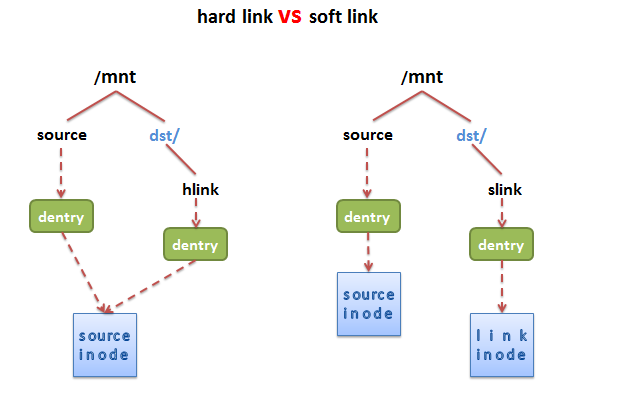 hard link VS soft link
/mnt
source
dst/
hlink
dentry
dentry
source
inode
/mnt
source
dst/
slink
dentry
dentry
source
inode
link
inode